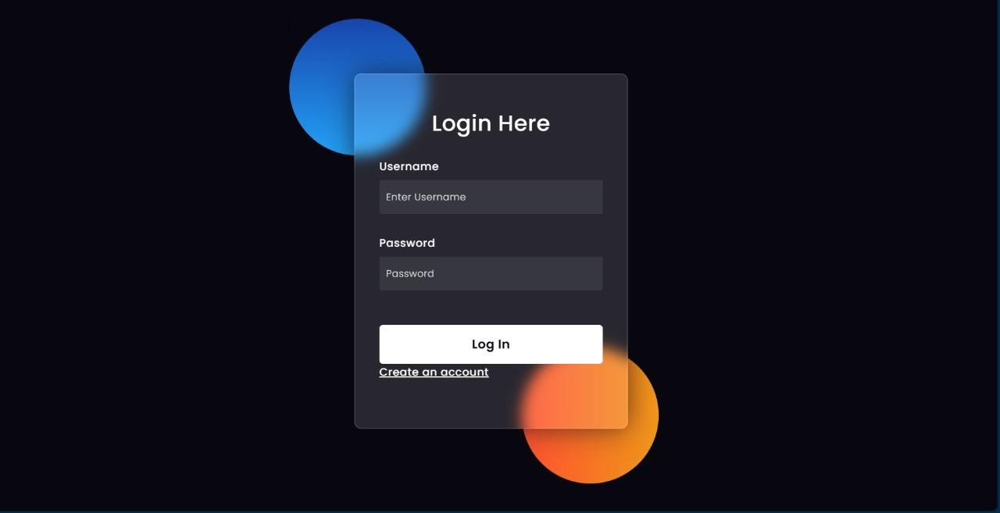 Login Here
Username
Enter Username
Password
Password
Log In
Create an account